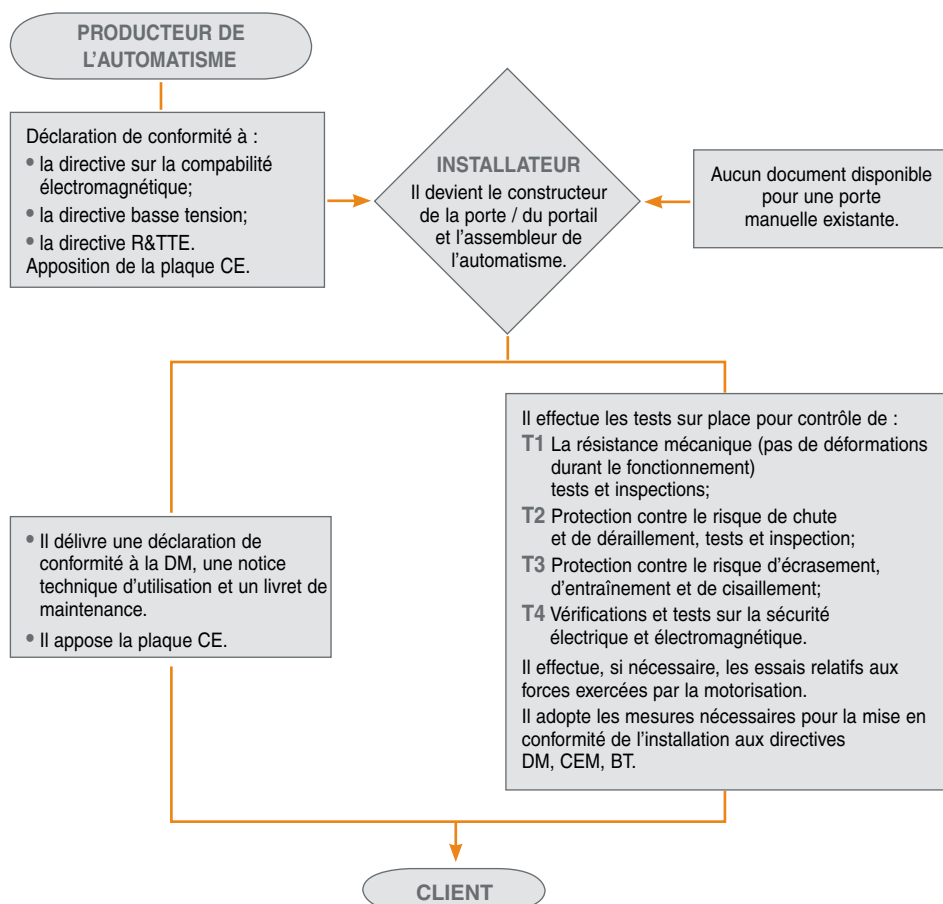 PRODUCTEUR DE
L'AUTOMATISME
Déclaration de conformité à :
• la directive sur la compabilité
électromagnétique;
• la directive basse tension;
• la directive R&TTE.
Apposition de la plaque CE.
INSTALLATEUR
Il devient le constructeur
de la porte / du portail
et l'assembleur de
l'automatisme.
Aucun document disponible
pour une porte
manuelle existante.
• Il délivre une déclaration de
conformité à la DM, une notice
technique d'utilisation et un livret de
maintenance.
• Il appose la plaque CE.
Il effectue les tests sur place pour contrôle de :
T1 La résistance mécanique (pas de déformations
durant le fonctionnement)
tests et inspections;
T2 Protection contre le risque de chute
et de déraillement, tests et inspection;
T3 Protection contre le risque d'écrasement,
d'entraînement et de cisaillement;
T4 Vérifications et tests sur la sécurité
électrique et électromagnétique.
Il effectue, si nécessaire, les essais relatifs aux
forces exercées par la motorisation.
Il adopte les mesures nécessaires pour la mise en
conformité de l'installation aux directives
DM, CEM, BT.
CLIENT